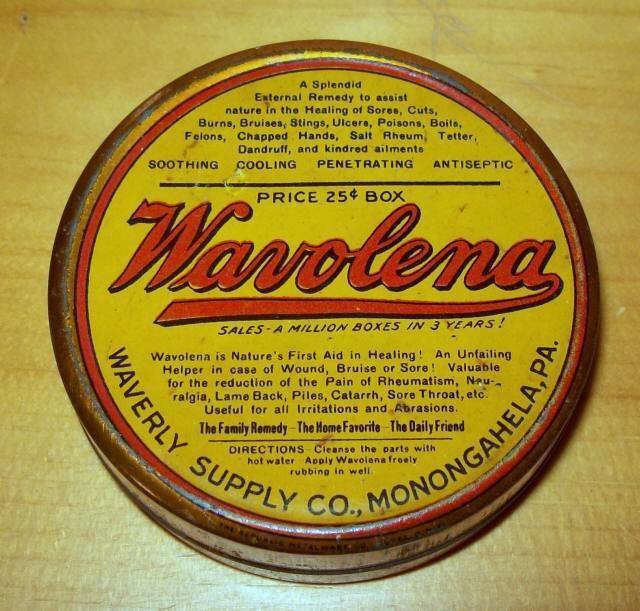 A Splendid
External Remedy to assist
nature in the Healing of Sores, Cuts,
Burns, Bruises, Stings, Ulcers, Poisons, Boils,
Felons, Chapped Hands, Salt Rheum, Tetter,
Dandruff, and kindred ailments
SOOTHING COOLING PENETRATING ANTISEPTIC
PRICE 25¢ BOX
Wavolena
SALES-A MILLION BOXES IN 3 YEARS!
Wavolena is Nature's First Aid in Healing! An Unfailing
Helper in case of Wound, Bruise or Sore! Valuable
for the reduction of the Pain of Rheumatism, Neu-
ralgia, Lame Back, Piles, Catarrh, Sore Throat, etc.
Useful for all Irritations and Abrasions.
The Family Remedy-The Home Favorite-The Daily Friend
DIRECTIONS-Cleanse the parts with
hot water Apply Wavolena freely
rubbing in well.
WAVERLY SUPPLY CO., MONONGAHELA, PA.
THE REPUBLIC METALWARE CO.